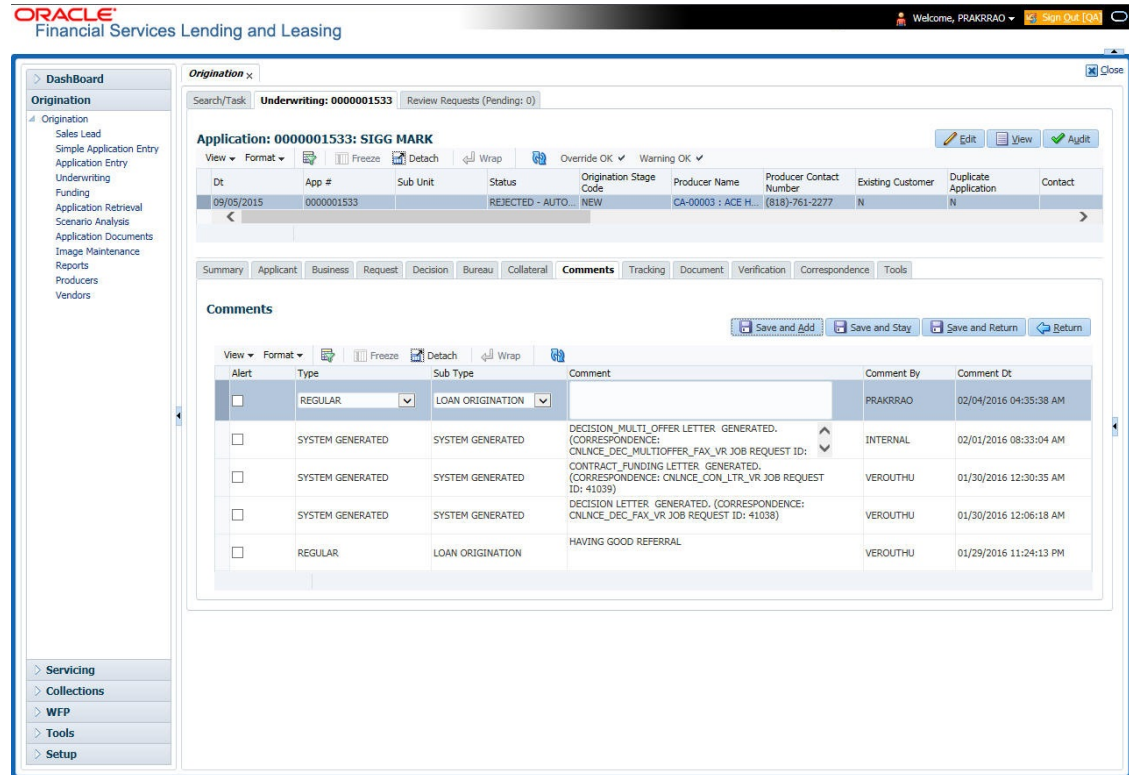 ORACLE
Financial Services Lending and Leasing
Welcome, PRAKRRAO
Sign Out [QA]
Close
DashBoard
Origination
Origination
Sales Lead
Simple Application Entry
Application Entry
Underwriting
Funding
Application Retrieval
Scenario Analysis
Application Documents
Image Maintenance
Reports
Producers
Vendors
Servicing
Collections
WFP
Tools
Setup
Origination x
Search/Task Underwriting: 0000001533 Review Requests (Pending: 0)
Application: 0000001533: SIGG MARK
Edit View Audit
View Format Freeze Detach Wrap Override OK Warning OK
Dt App # Sub Unit Status Origination Stage Code Producer Name Producer Contact Number Existing Customer Duplicate Application Contact
09/05/2015 0000001533 REJECTED - AUTO... NEW CA-00003 : ACE H... (818)-761-2277 N N
Summary Applicant Business Request Decision Bureau Collateral Comments Tracking Document Verification Correspondence Tools
Comments
Save and Add Save and Stay Save and Return Return
View Format Freeze Detach Wrap
Alert Type Sub Type Comment Comment By Comment Dt
REGULAR LOAN ORIGINATION PRAKRRAO 02/04/2016 04:35:38 AM
SYSTEM GENERATED SYSTEM GENERATED DECISION_MULTI_OFFER LETTER GENERATED.
(CORRESPONDENCE:
CNLNCE_DEC_MULTIOFFER_FAX_VR JOB REQUEST ID: INTERNAL 02/01/2016 08:33:04 AM
SYSTEM GENERATED SYSTEM GENERATED CONTRACT_FUNDING LETTER GENERATED.
(CORRESPONDENCE: CNLNCE_CON_LTR_VR JOB REQUEST
ID: 41039) VEROUTHU 01/30/2016 12:30:35 AM
SYSTEM GENERATED SYSTEM GENERATED DECISION LETTER GENERATED. (CORRESPONDENCE:
CNLNCE_DEC_FAX_VR JOB REQUEST ID: 41038) VEROUTHU 01/30/2016 12:06:18 AM
REGULAR LOAN ORIGINATION HAVING GOOD REFERRAL VEROUTHU 01/29/2016 11:24:13 PM